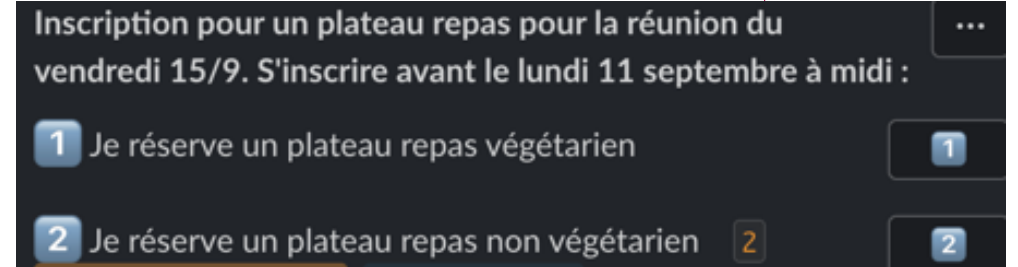 Inscription pour un plateau repas pour la réunion du ...
vendredi 15/9. S'inscrire avant le lundi 11 septembre à midi :
1 Je réserve un plateau repas végétarien 1
2 Je réserve un plateau repas non végétarien 2 2